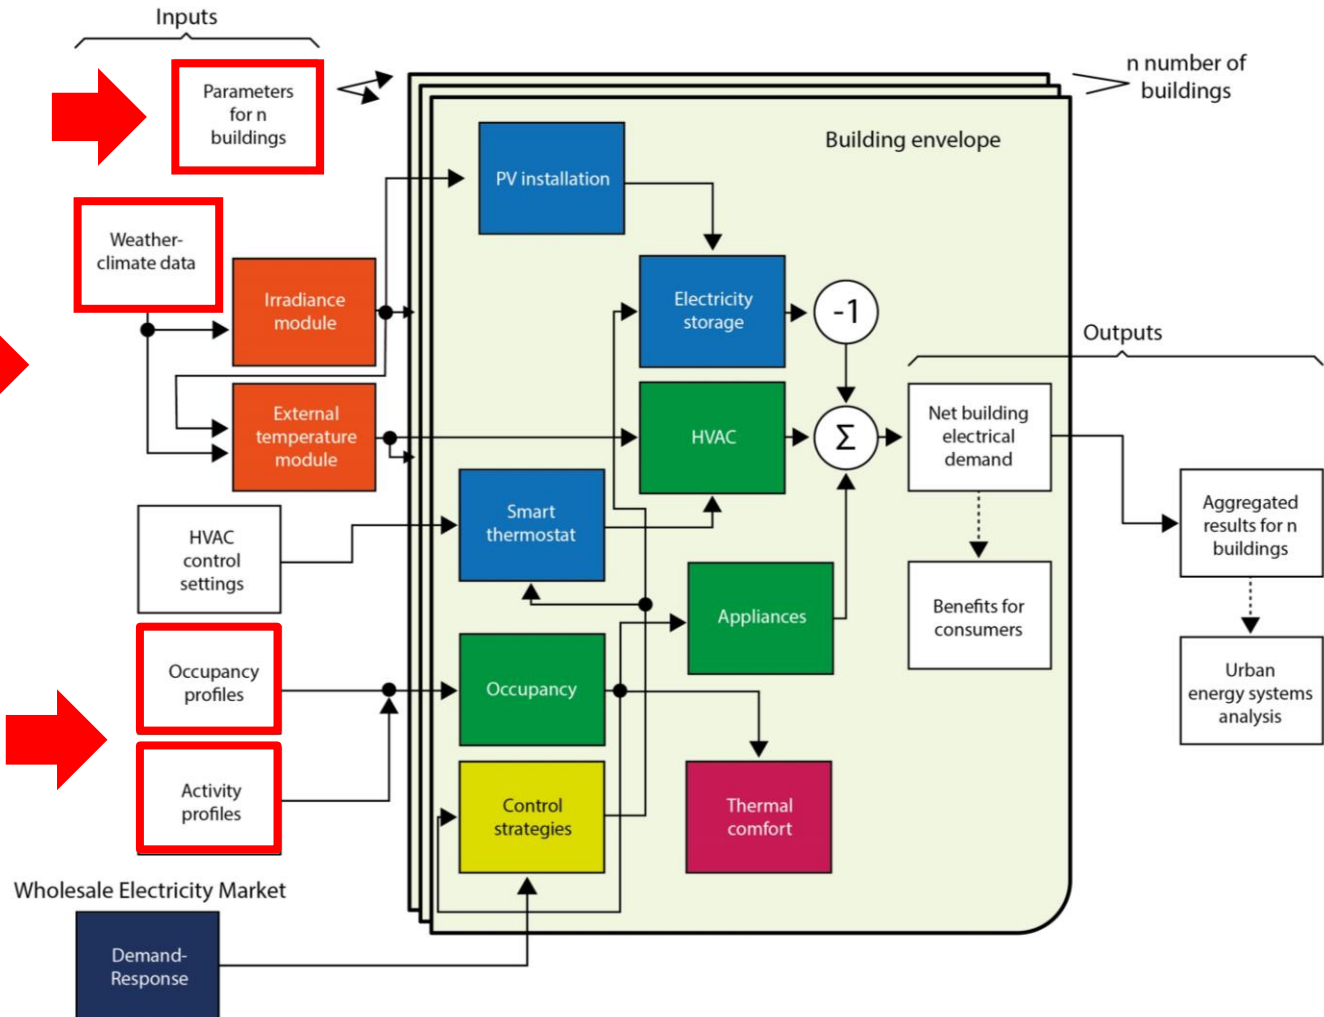 Inputs
Parameters
for n
buildings
n number of
buildings
Building envelope
PV installation
Weather-
climate data
Irradiance
module
Electricity
storage
-1
Outputs
External
temperature
module
HVAC
Σ
Net building
electrical
demand
Smart
thermostat
Aggregated
results for n
buildings
HVAC
control
settings
Appliances
Benefits for
consumers
Occupancy
profiles
Occupancy
Urban
energy systems
analysis
Activity
profiles
Control
strategies
Thermal
comfort
Wholesale Electricity Market
Demand-
Response